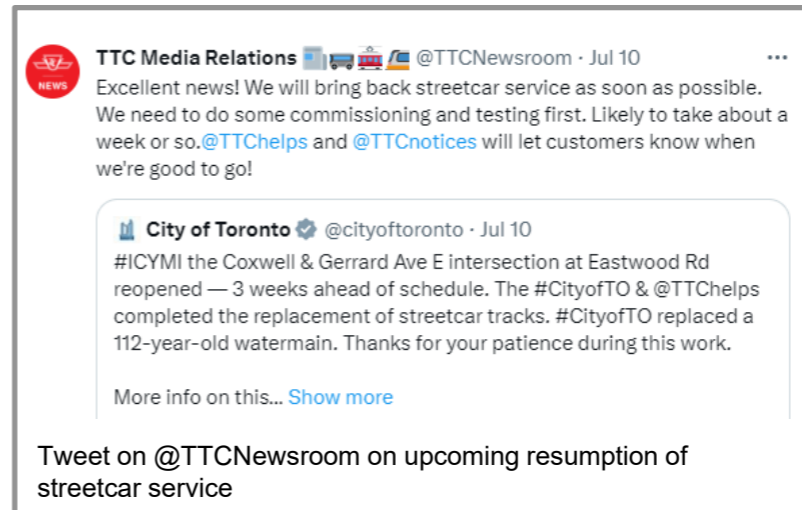 NEWS
TTC Media Relations 📰🚌🚋🚈 @TTCNewsroom · Jul 10
Excellent news! We will bring back streetcar service as soon as possible.
We need to do some commissioning and testing first. Likely to take about a
week or so.@TTChelps and @TTCnotices will let customers know when
we're good to go!
City of Toronto @cityoftoronto · Jul 10
#ICYMI the Coxwell & Gerrard Ave E intersection at Eastwood Rd
reopened — 3 weeks ahead of schedule. The #CityofTO & @TTChelps
completed the replacement of streetcar tracks. #CityofTO replaced a
112-year-old watermain. Thanks for your patience during this work.
More info on this... Show more
Tweet on @TTCNewsroom on upcoming resumption of
streetcar service